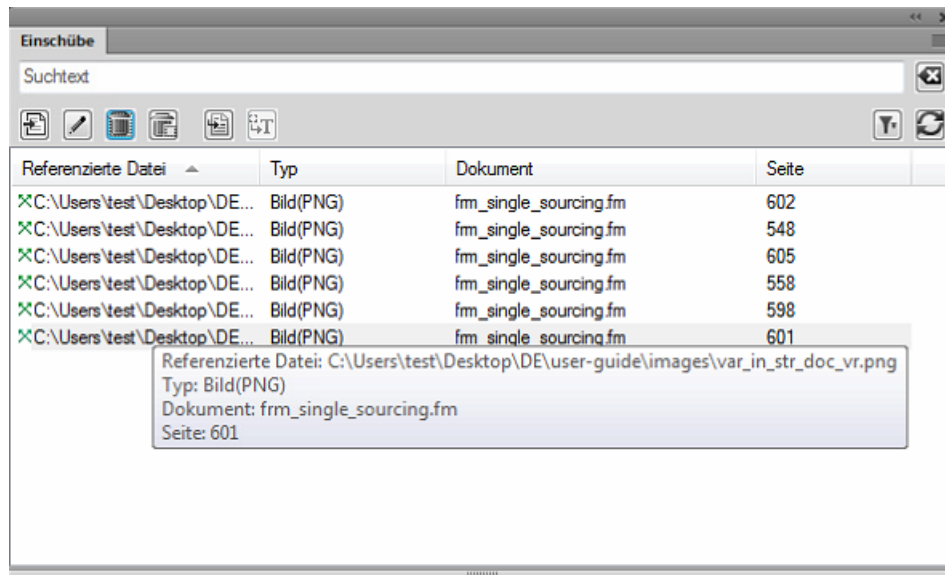 Einschübe
Suchtext
Referenzierte Datei Typ Dokument Seite
C:\Users\test\Desktop\DE... Bild(PNG) frm_single_sourcing.fm 602
C:\Users\test\Desktop\DE... Bild(PNG) frm_single_sourcing.fm 548
C:\Users\test\Desktop\DE... Bild(PNG) frm_single_sourcing.fm 605
C:\Users\test\Desktop\DE... Bild(PNG) frm_single_sourcing.fm 558
C:\Users\test\Desktop\DE... Bild(PNG) frm_single_sourcing.fm 598
C:\Users\test\Desktop\DE... Bild(PNG) frm_single_sourcing.fm 601
Referenzierte Datei: C:\Users\test\Desktop\DE\user-guide\images\var_in_str_doc_vr.png
Typ: Bild(PNG)
Dokument: frm_single_sourcing.fm
Seite: 601